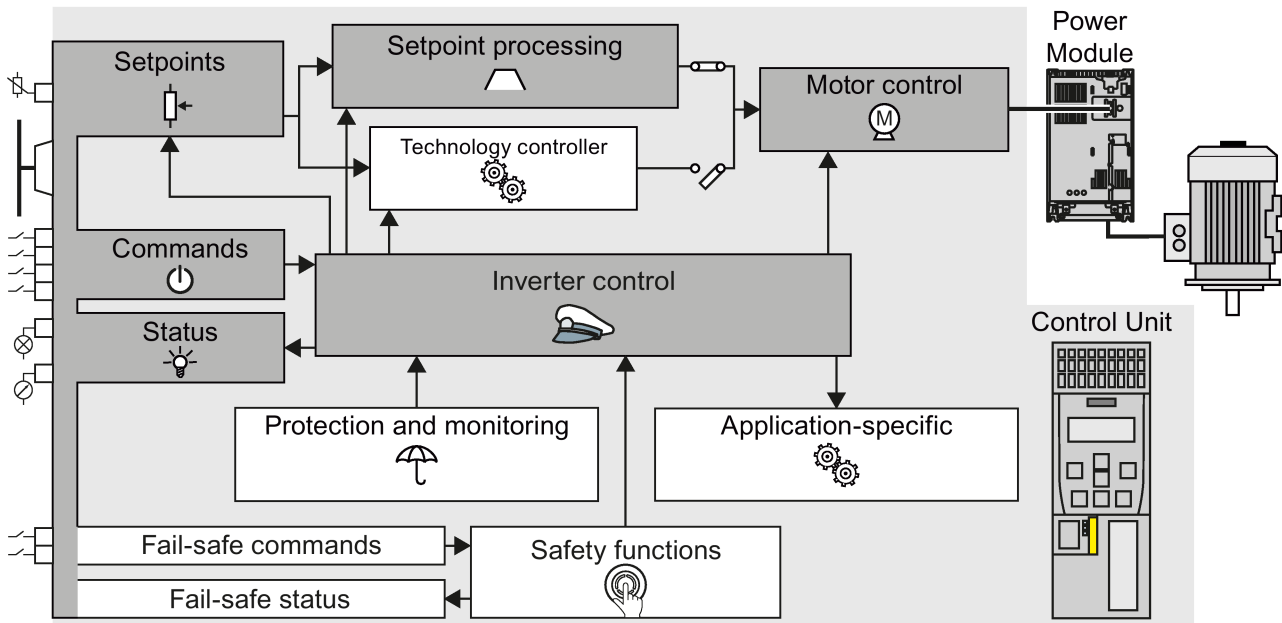 Power
Module
Setpoints
Setpoint processing
Motor control
M
Technology controller
Commands
Inverter control
Status
Control Unit
Protection and monitoring
Application-specific
Fail-safe commands
Safety functions
Fail-safe status